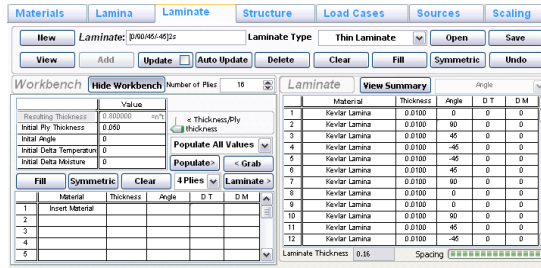 Materials Lamina Laminate Structure Load Cases Sources Scaling
New Laminate: [0/90/45/-45]2s Laminate Type Thin Laminate Open Save
View Add Update Auto Update Delete Clear Fill Symmetric Undo
Workbench Hide Workbench Number of Plies 16
Value
Resulting Thickness 0.800000 =n*t
Initial Ply Thickness 0.050
Inital Angle 0
Initial Delta Temperature 0
Initial Delta Moisture 0
< Thickness/Ply
thickness
Populate All Values
Populate> < Grab
Fill Symmetric Clear 4 Plies Laminate >
Material Thickness Angle D T D M
1 Insert Material
2
3
4
5
Laminate View Summary Angle
Material Thickness Angle D T D M
1 Kevlar Lamina 0.0100 0 0 0
2 Kevlar Lamina 0.0100 90 0 0
3 Kevlar Lamina 0.0100 45 0 0
4 Kevlar Lamina 0.0100 -45 0 0
5 Kevlar Lamina 0.0100 -45 0 0
6 Kevlar Lamina 0.0100 45 0 0
7 Kevlar Lamina 0.0100 90 0 0
8 Kevlar Lamina 0.0100 0 0 0
9 Kevlar Lamina 0.0100 0 0 0
10 Kevlar Lamina 0.0100 90 0 0
11 Kevlar Lamina 0.0100 45 0 0
12 Kevlar Lamina 0.0100 -45 0 0
Laminate Thickness 0.16 Spacing